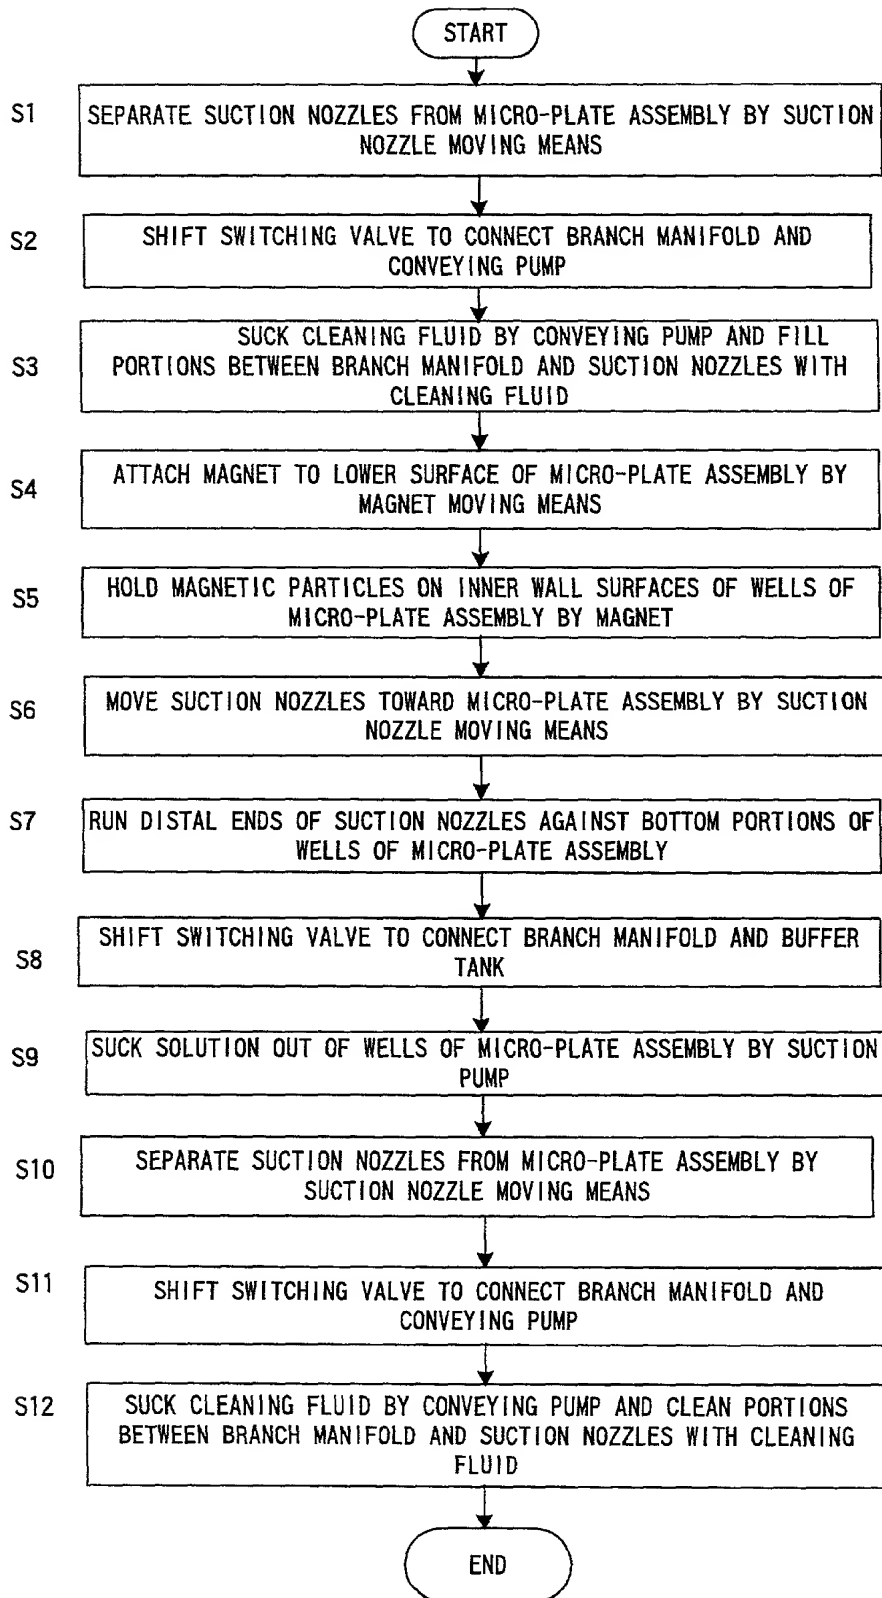 START
S1
SEPARATE SUCTION NOZZLES FROM MICRO-PLATE ASSEMBLY BY SUCTION
NOZZLE MOVING MEANS
S2
SHIFT SWITCHING VALVE TO CONNECT BRANCH MANIFOLD AND
CONVEYING PUMP
S3
SUCK CLEANING FLUID BY CONVEYING PUMP AND FILL
PORTIONS BETWEEN BRANCH MANIFOLD AND SUCTION NOZZLES WITH
CLEANING FLUID
S4
ATTACH MAGNET TO LOWER SURFACE OF MICRO-PLATE ASSEMBLY BY
MAGNET MOVING MEANS
S5
HOLD MAGNETIC PARTICLES ON INNER WALL SURFACES OF WELLS OF
MICRO-PLATE ASSEMBLY BY MAGNET
S6
MOVE SUCTION NOZZLES TOWARD MICRO-PLATE ASSEMBLY BY SUCTION
NOZZLE MOVING MEANS
S7
RUN DISTAL ENDS OF SUCTION NOZZLES AGAINST BOTTOM PORTIONS OF
WELLS OF MICRO-PLATE ASSEMBLY
S8
SHIFT SWITCHING VALVE TO CONNECT BRANCH MANIFOLD AND BUFFER
TANK
S9
SUCK SOLUTION OUT OF WELLS OF MICRO-PLATE ASSEMBLY BY SUCTION
PUMP
S10
SEPARATE SUCTION NOZZLES FROM MICRO-PLATE ASSEMBLY BY
SUCTION NOZZLE MOVING MEANS
S11
SHIFT SWITCHING VALVE TO CONNECT BRANCH MANIFOLD AND
CONVEYING PUMP
S12
SUCK CLEANING FLUID BY CONVEYING PUMP AND CLEAN PORTIONS
BETWEEN BRANCH MANIFOLD AND SUCTION NOZZLES WITH CLEANING
FLUID
END